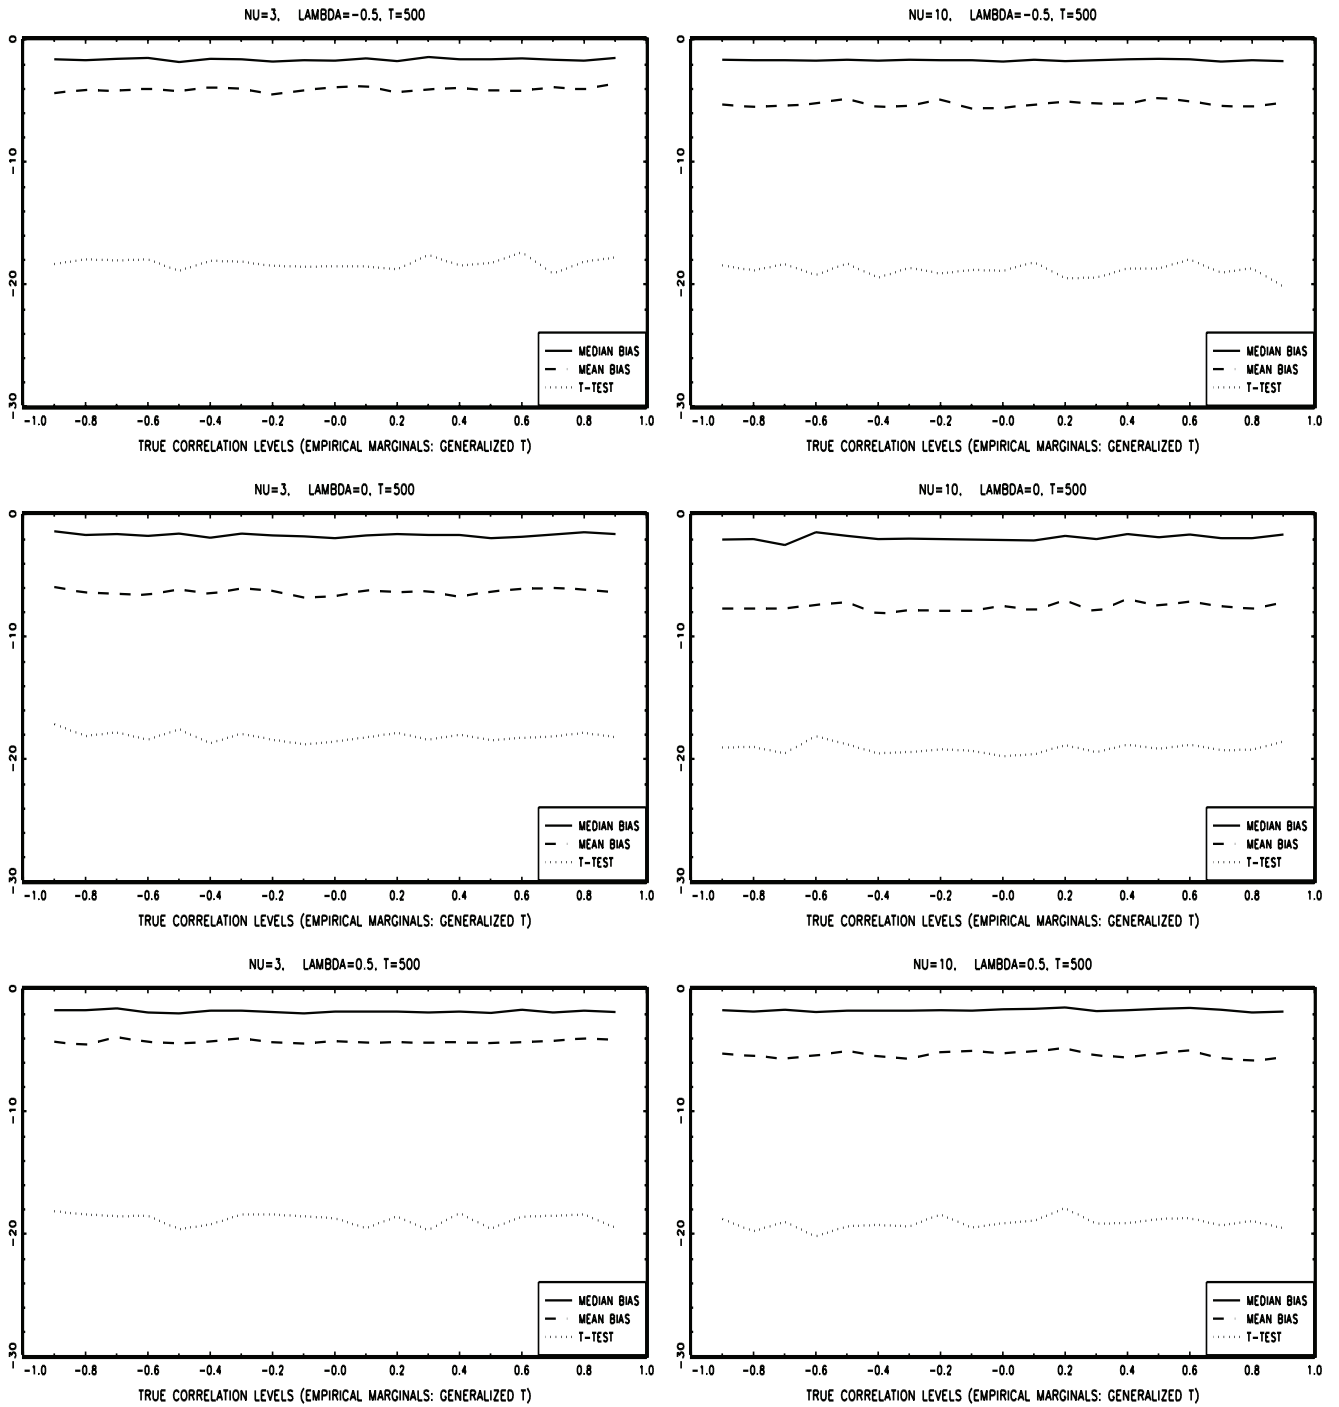 NU=3, LAMBDA=-0.5, T=500
0
-10
-20
-30
MEDIAN BIAS
MEAN BIAS
T-TEST
-1.0 -0.8 -0.6 -0.4 -0.2 -0.0 0.2 0.4 0.6 0.8 1.0
TRUE CORRELATION LEVELS (EMPIRICAL MARGINALS: GENERALIZED T)
NU=10, LAMBDA=-0.5, T=500
0
-10
-20
-30
MEDIAN BIAS
MEAN BIAS
T-TEST
-1.0 -0.8 -0.6 -0.4 -0.2 -0.0 0.2 0.4 0.6 0.8 1.0
TRUE CORRELATION LEVELS (EMPIRICAL MARGINALS: GENERALIZED T)
NU=3, LAMBDA=0, T=500
0
-10
-20
-30
MEDIAN BIAS
MEAN BIAS
T-TEST
-1.0 -0.8 -0.6 -0.4 -0.2 -0.0 0.2 0.4 0.6 0.8 1.0
TRUE CORRELATION LEVELS (EMPIRICAL MARGINALS: GENERALIZED T)
NU=10, LAMBDA=0, T=500
0
-10
-20
-30
MEDIAN BIAS
MEAN BIAS
T-TEST
-1.0 -0.8 -0.6 -0.4 -0.2 -0.0 0.2 0.4 0.6 0.8 1.0
TRUE CORRELATION LEVELS (EMPIRICAL MARGINALS: GENERALIZED T)
NU=3, LAMBDA=0.5, T=500
0
-10
-20
-30
MEDIAN BIAS
MEAN BIAS
T-TEST
-1.0 -0.8 -0.6 -0.4 -0.2 -0.0 0.2 0.4 0.6 0.8 1.0
TRUE CORRELATION LEVELS (EMPIRICAL MARGINALS: GENERALIZED T)
NU=10, LAMBDA=0.5, T=500
0
-10
-20
-30
MEDIAN BIAS
MEAN BIAS
T-TEST
-1.0 -0.8 -0.6 -0.4 -0.2 -0.0 0.2 0.4 0.6 0.8 1.0
TRUE CORRELATION LEVELS (EMPIRICAL MARGINALS: GENERALIZED T)